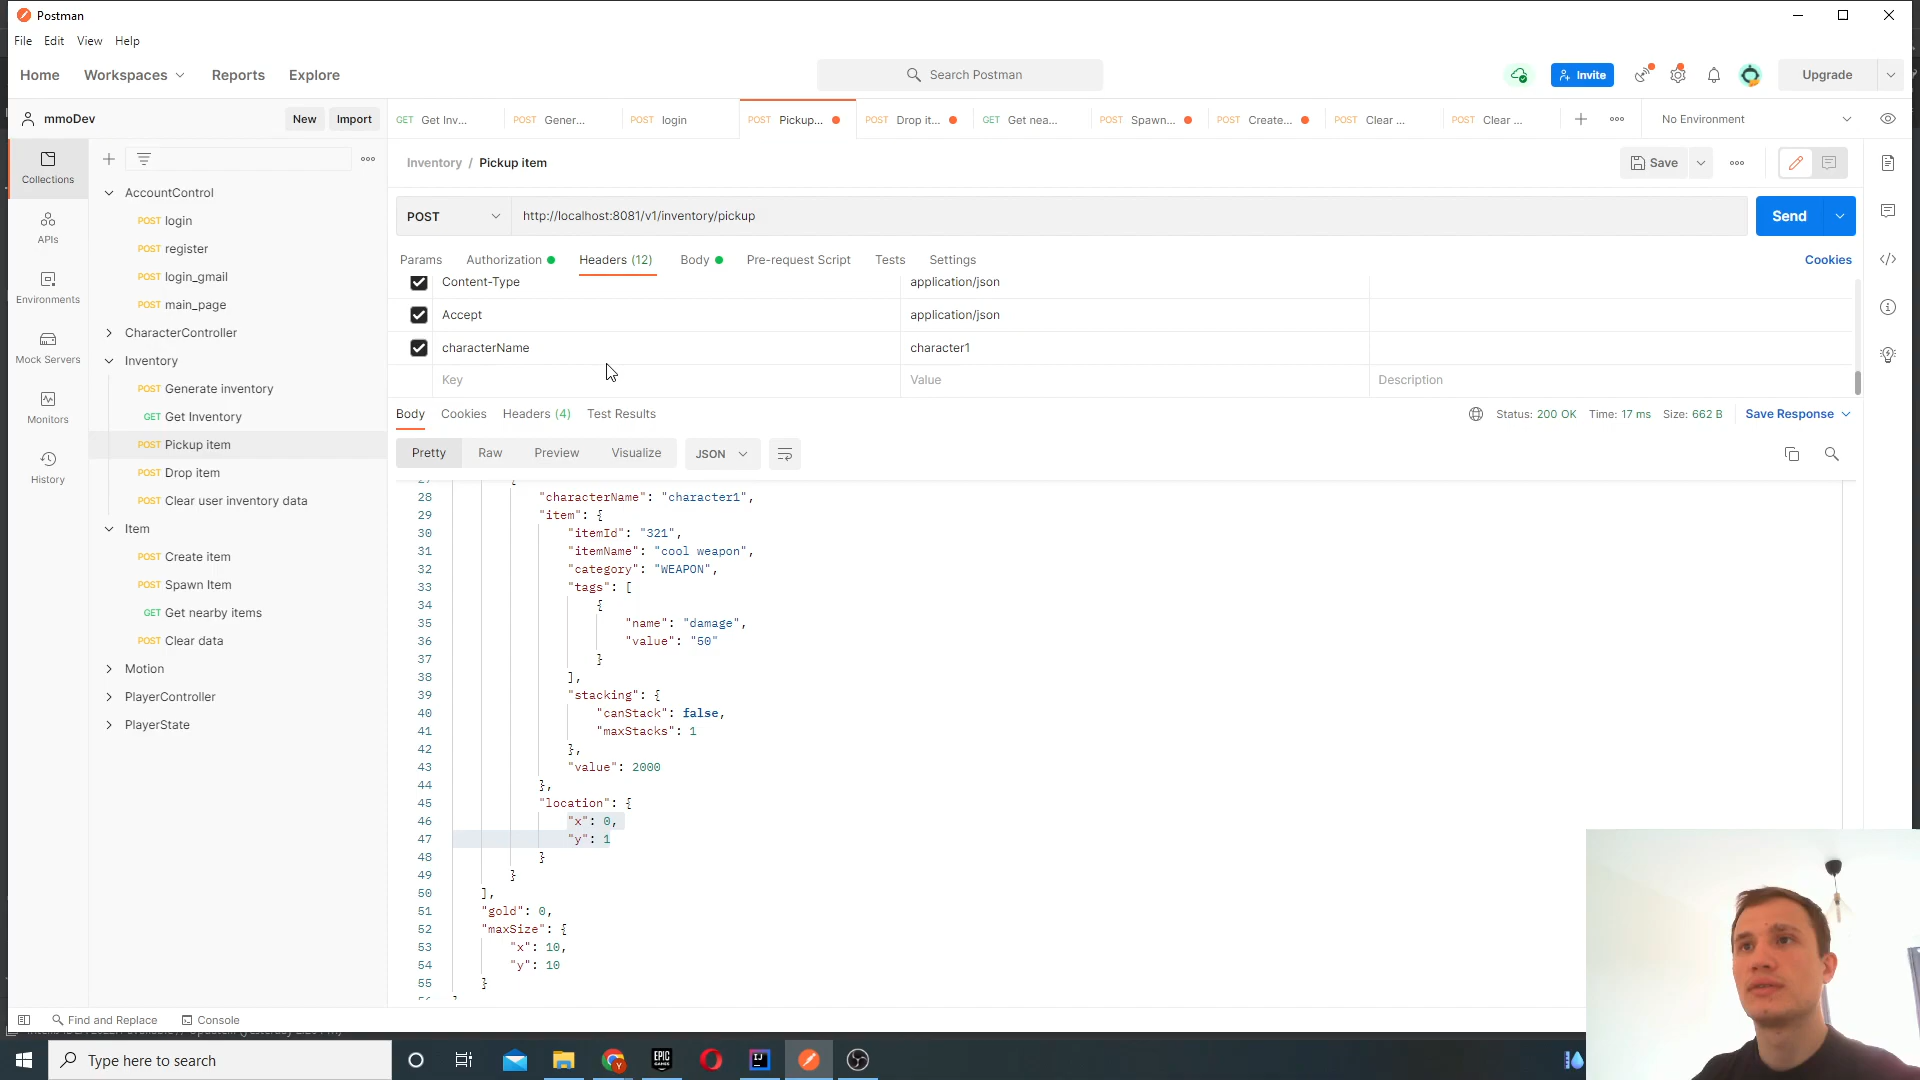 Postman
File Edit View Help
Home Workspaces Reports Explore
Search Postman
Invite
Upgrade
mmoDev
New Import
GET Get Inv...
POST Gener...
POST login
POST Pickup...
POST Drop it...
GET Get nea...
POST Spawn...
POST Create...
POST Clear ...
POST Clear ...
No Environment
Collections
APIs
Environments
Mock Servers
Monitors
History
AccountControl
POST login
POST register
POST login_gmail
POST main_page
CharacterController
Inventory
POST Generate inventory
GET Get Inventory
POST Pickup item
POST Drop item
POST Clear user inventory data
Item
POST Create item
POST Spawn Item
GET Get nearby items
POST Clear data
Motion
PlayerController
PlayerState
Inventory / Pickup item
Save
POST http://localhost:8081/v1/inventory/pickup
Send
Params Authorization Headers (12) Body Pre-request Script Tests Settings
Cookies
Content-Type application/json
Accept application/json
characterName character1
Key Value Description
Body Cookies Headers (4) Test Results
Status: 200 OK Time: 17 ms Size: 662 B Save Response
Pretty Raw Preview Visualize JSON
28 "characterName": "character1",
29 "item": {
30 "itemId": "321",
31 "itemName": "cool weapon",
32 "category": "WEAPON",
33 "tags": [
34 {
35 "name": "damage",
36 "value": "50"
37 }
38 ],
39 "stacking": {
40 "canStack": false,
41 "maxStacks": 1
42 },
43 "value": 2000
44 },
45 "location": {
46 "x": 0,
47 "y": 1
48 }
49 }
50 ],
51 "gold": 0,
52 "maxSize": {
53 "x": 10,
54 "y": 10
55 }
Find and Replace Console
Type here to search
EPIC GAMES
IJ